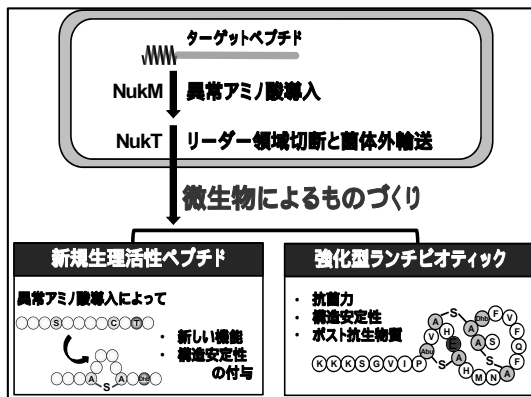 ターゲットペプチド
NukM 異常アミノ酸導入
NukT リーダー領域切断と菌体外輸送
微生物によるものづくり
新規生理活性ペプチド
異常アミノ酸導入によって
S C T
・ 新しい機能
・ 構造安定性
の付与
A S A Dhb
強化型ランチビオティック
・ 抗菌力
・ 構造安定性
・ ポスト抗生物質
K K K S G V I P Abu V A S A Dhb F V F Q F A N M H A E H S A S